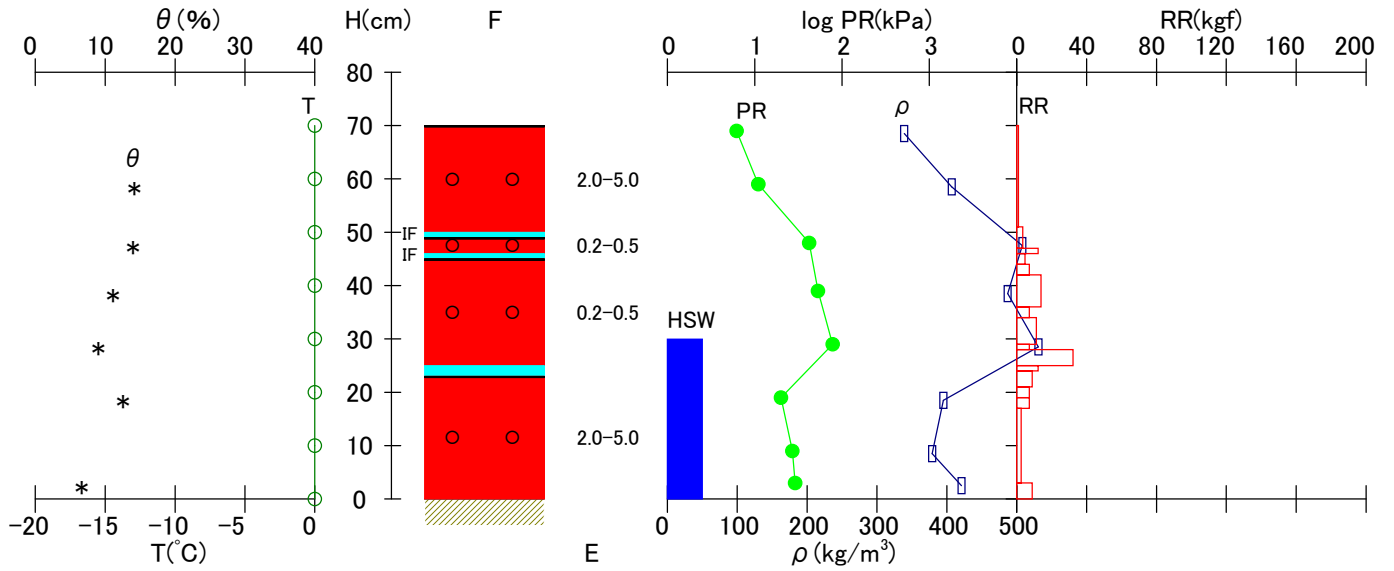 θ(%) H(cm) F log PR(kPa) RR(kgf)
0 10 20 30 40 0 1 2 3 0 40 80 120 160 200
80
T PR ρ RR
70
θ
60 2.0-5.0
50 IF
0.2-0.5
IF
40
0.2-0.5
30 HSW
20
10 2.0-5.0
0
-20 -15 -10 -5 0 0 100 200 300 400 500
T(°C) E ρ(kg/m³)